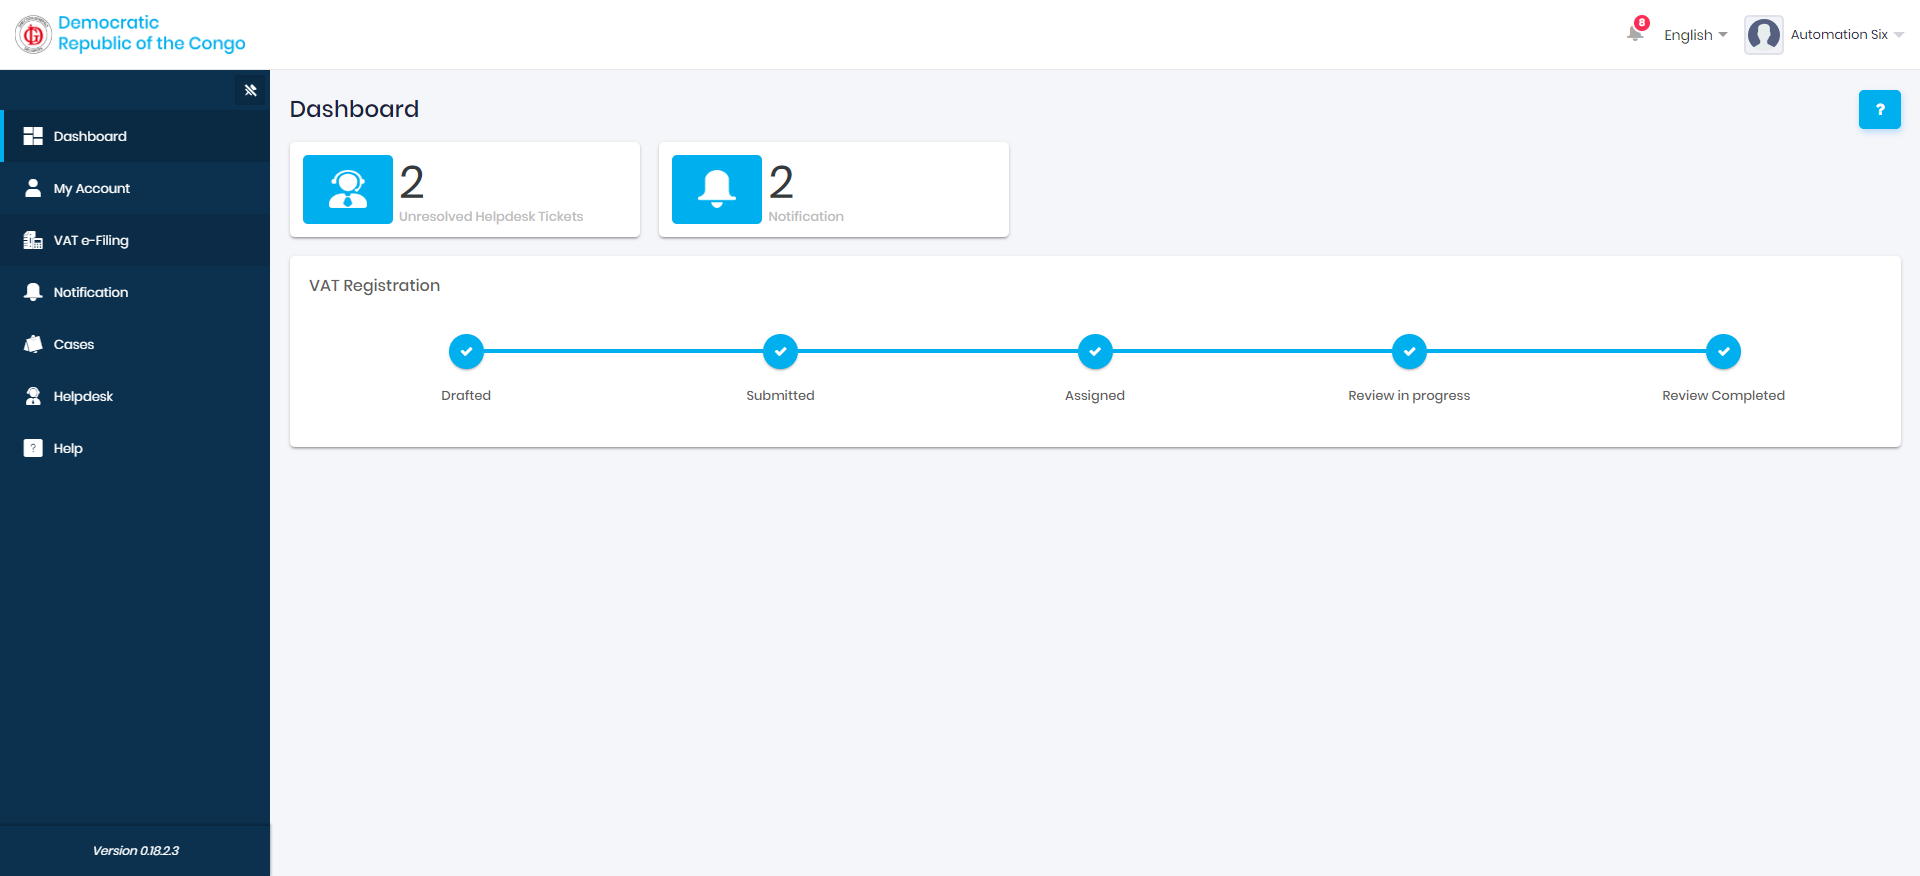 Democratic
Republic of the Congo
8
English
Automation Six
Dashboard
My Account
VAT e-Filing
Notification
Cases
Helpdesk
?
Help
Version 0.18.2.3
Dashboard
?
2
Unresolved Helpdesk Tickets
2
Notification
VAT Registration
Drafted
Submitted
Assigned
Review in progress
Review Completed